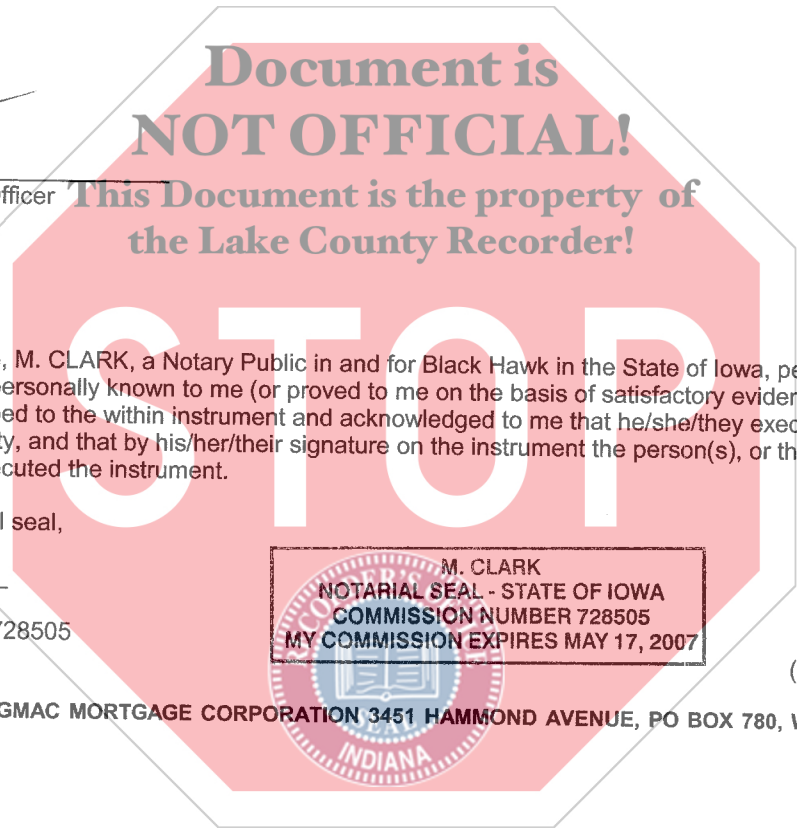 Document is
NOT OFFICIAL!
fficer This Document is the property of
the Lake County Recorder!
STOP
, M. CLARK, a Notary Public in and for Black Hawk in the State of Iowa, pe
ersonally known to me (or proved to me on the basis of satisfactory eviden
ed to the within instrument and acknowledged to me that he/she/they exec
ty, and that by his/her/their signature on the instrument the person(s), or th
cuted the instrument.
l seal,
M. CLARK
NOTARIAL SEAL - STATE OF IOWA
COMMISSION NUMBER 728505
MY COMMISSION EXPIRES MAY 17, 2007
728505
(
GMAC MORTGAGE CORPORATION 3451 HAMMOND AVENUE, PO BOX 780, W
RECORDER'S OFFICE
SEAL
INDIANA